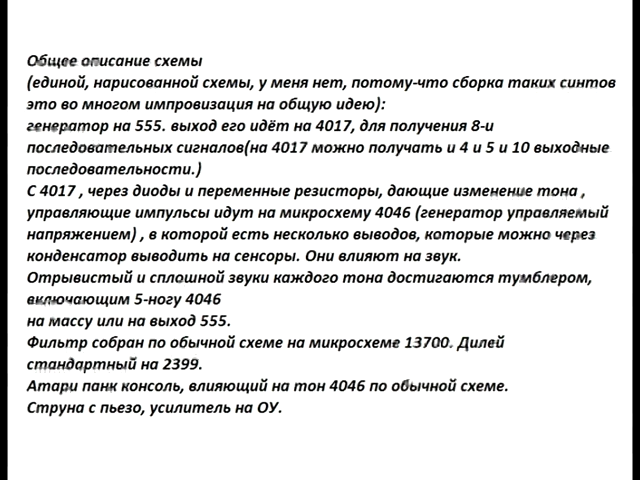 Общее описание схемы
(единой, нарисованной схемы, у меня нет, потому-что сборка таких синтов
это во многом импровизация на общую идею):
генератор на 555. выход его идёт на 4017, для получения 8-и
последовательных сигналов(на 4017 можно получать и 4 и 5 и 10 выходные
последовательности.)
С 4017 , через диоды и переменные резисторы, дающие изменение тона ,
управляющие импульсы идут на микросхему 4046 (генератор управляемый
напряжением) , в которой есть несколько выводов, которые можно через
конденсатор выводить на сенсоры. Они влияют на звук.
Отрывистый и сплошной звуки каждого тона достигаются тумблером,
включающим 5-ногу 4046
на массу или на выход 555.
Фильтр собран по обычной схеме на микросхеме 13700. Дилей
стандартный на 2399.
Атари панк консоль, влияющий на тон 4046 по обычной схеме.
Струна с пьезо, усилитель на ОУ.